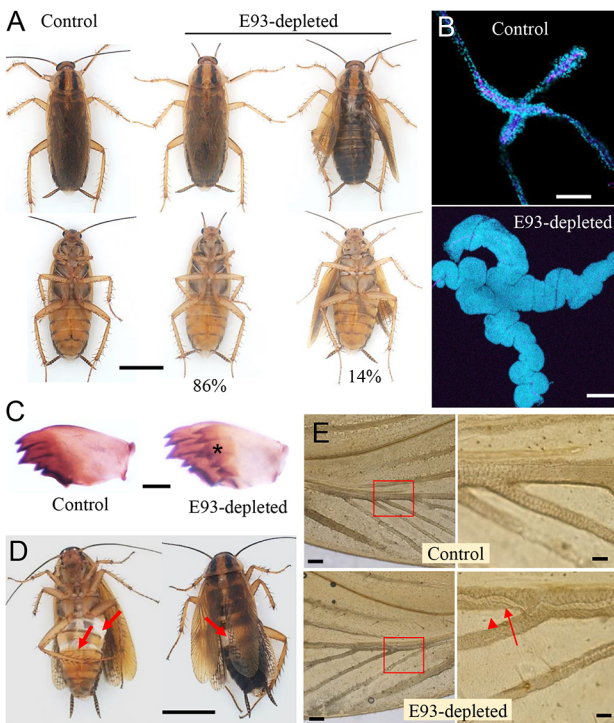 A
Control
E93-depleted
86%
14%
B
Control
E93-depleted
C
*
Control
E93-depleted
D
E
Control
E93-depleted